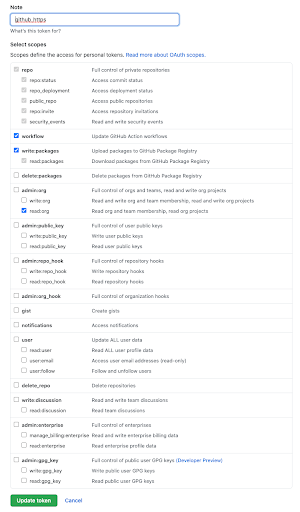 Note
github_https
What's this token for?
Select scopes
Scopes define the access for personal tokens. Read more about OAuth scopes.
repo Full control of private repositories
repo:status Access commit status
repo_deployment Access deployment status
public_repo Access public repositories
repo:invite Access repository invitations
security_events Read and write security events
workflow Update GitHub Action workflows
write:packages Upload packages to GitHub Package Registry
read:packages Download packages from GitHub Package Registry
delete:packages Delete packages from GitHub Package Registry
admin:org Full control of orgs and teams, read and write org projects
write:org Read and write org and team membership, read and write org projects
read:org Read org and team membership, read org projects
admin:public_key Full control of user public keys
write:public_key Write user public keys
read:public_key Read user public keys
admin:repo_hook Full control of repository hooks
write:repo_hook Write repository hooks
read:repo_hook Read repository hooks
admin:org_hook Full control of organization hooks
gist Create gists
notifications Access notifications
user Update ALL user data
read:user Read ALL user profile data
user:email Access user email addresses (read-only)
user:follow Follow and unfollow users
delete_repo Delete repositories
write:discussion Read and write team discussions
read:discussion Read team discussions
admin:enterprise Full control of enterprises
manage_billing:enterprise Read and write enterprise billing data
read:enterprise Read enterprise profile data
admin:gpg_key Full control of public user GPG keys (Developer Preview)
write:gpg_key Write public user GPG keys
read:gpg_key Read public user GPG keys
Update token Cancel